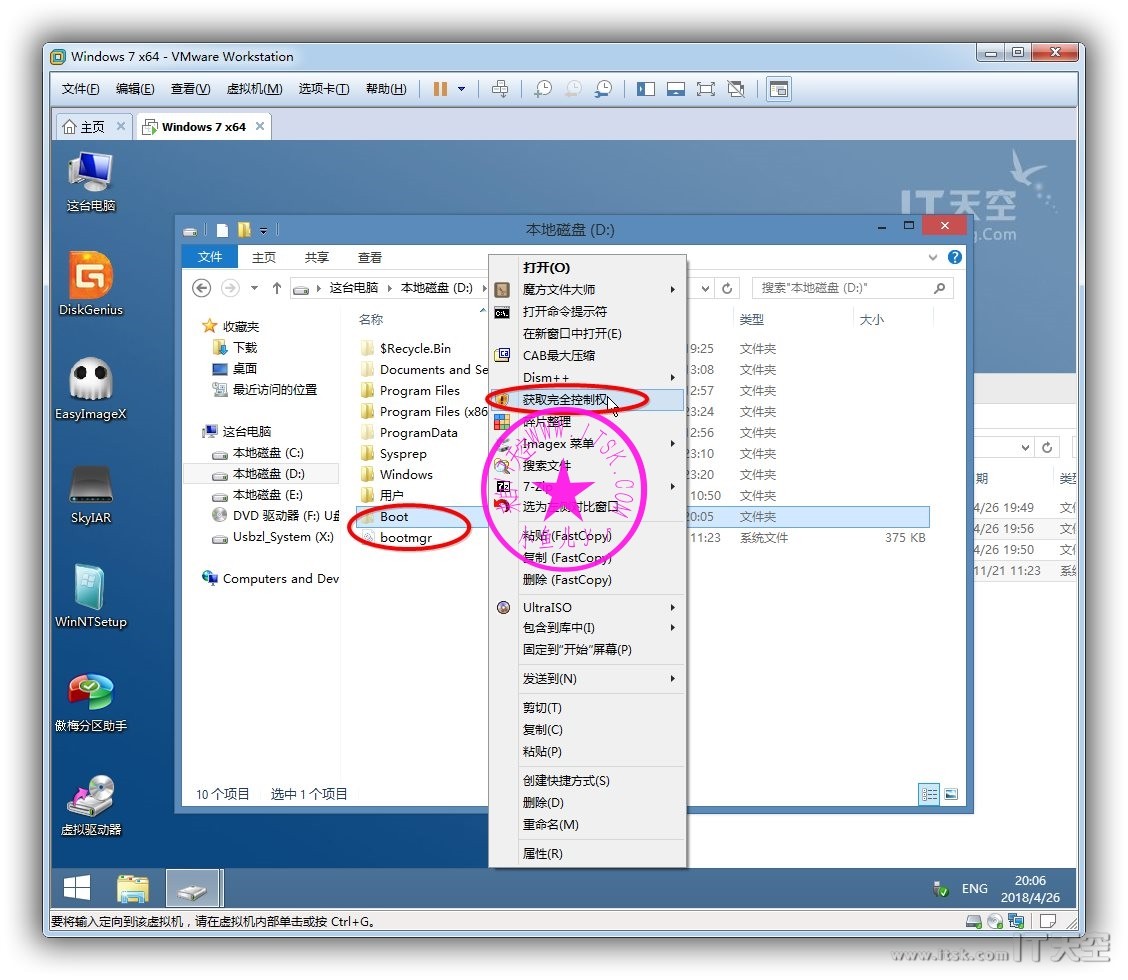 Windows 7 x64 - VMware Workstation
文件(F) 编辑(E) 查看(V) 虚拟机(M) 选项卡(T) 帮助(H)
主页 Windows 7 x64
这台电脑
DiskGenius
EasyImageX
SkyIAR
WinNTSetup
傲梅分区助手
虚拟驱动器
IT天空
g.Com
本地磁盘 (D:)
文件 主页 共享 查看
这台电脑 本地磁盘 (D:)
搜索"本地磁盘 (D:)"
收藏夹
下载
桌面
最近访问的位置
这台电脑
本地磁盘 (C:)
本地磁盘 (D:)
本地磁盘 (E:)
DVD 驱动器 (F:) U盘
Usbzl_System (X:)
Computers and Dev
名称 类型 大小
$Recycle.Bin 19:25 文件夹
Documents and Se 13:08 文件夹
Program Files 12:57 文件夹
Program Files (x86 23:24 文件夹
ProgramData 12:56 文件夹
Sysprep 23:10 文件夹
Windows 23:20 文件夹
用户 10:50 文件夹
Boot 20:05 文件夹
bootmgr 11:23 系统文件 375 KB
打开(O)
魔方文件大师
打开命令提示符
在新窗口中打开(E)
CAB最大压缩
Dism++
获取完全控制权
碎片整理
Imagex 菜单
搜索文件
7-Zip
选为左侧对比窗口
粘贴 (FastCopy)
复制 (FastCopy)
删除 (FastCopy)
UltraISO
包含到库中(I)
固定到"开始"屏幕(P)
发送到(N)
剪切(T)
复制(C)
粘贴(P)
创建快捷方式(S)
删除(D)
重命名(M)
属性(R)
WWW.ITSK.COM
期 类型
/4/26 19:49 文件
/4/26 19:56 文件
/4/26 19:50 文件
11/21 11:23 系统
10 个项目 选中 1 个项目
ENG
20:06
2018/4/26
要将输入定向到该虚拟机，请在虚拟机内部单击或按 Ctrl+G。
www.itsk.com IT天空